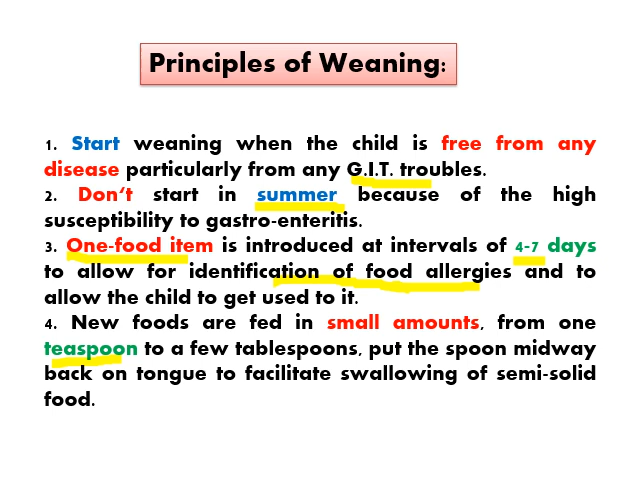 Principles of Weaning:
1. Start weaning when the child is free from any
disease particularly from any G.I.T. troubles.
2. Don't start in summer because of the high
susceptibility to gastro-enteritis.
3. One-food item is introduced at intervals of 4-7 days
to allow for identification of food allergies and to
allow the child to get used to it.
4. New foods are fed in small amounts, from one
teaspoon to a few tablespoons, put the spoon midway
back on tongue to facilitate swallowing of semi-solid
food.